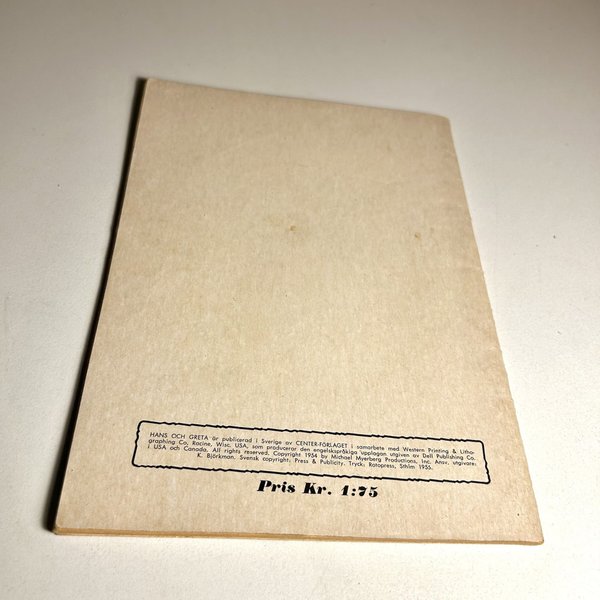 HANS OCH GRETA är publicerad i Sverige av CENTER-FÖRLAGET i samarbete med Western Printing & Litho-
graphing Co, Racine, Wisc. USA, som producerar den engelskspråkiga upplagan utgiven av Dell Publishing Co.
i USA och Canada. All rights reserved. Copyright 1954 by Michael Myerberg Productions, Inc. Ansv. utgivare:
K. Björkman. Svensk copyright: Press & Publicity. Tryck: Rotopress, Sthlm 1955.
Pris Kr. 1:75